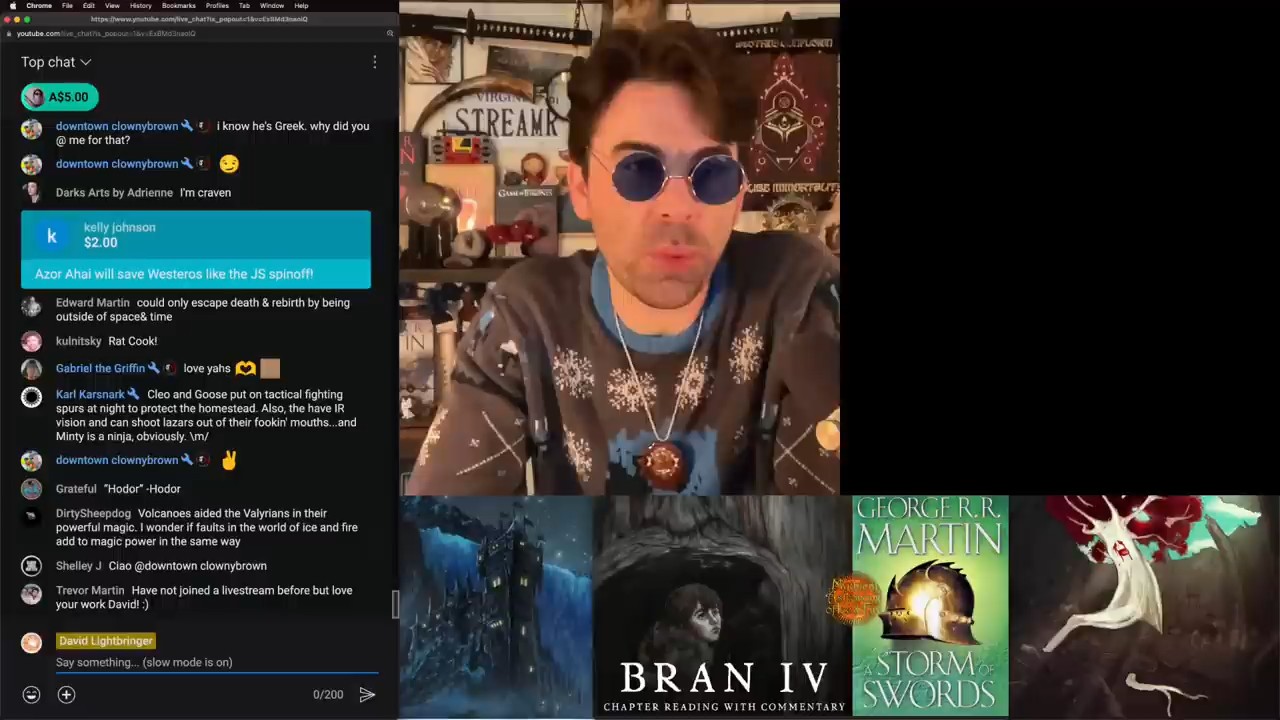 Chrome File Edit View History Bookmarks Profiles Tab Window Help
Top chat
A$5.00
downtown clownybrown i know he's Greek. why did you
@ me for that?
downtown clownybrown 😏
Darks Arts by Adrienne I'm craven
k
kelly johnson
$2.00
Azor Ahai will save Westeros like the JS spinoff!
Edward Martin could only escape death & rebirth by being
outside of space& time
kulnitsky Rat Cook!
Gabriel the Griffin love yahs 🫶
Karl Karsnark Cleo and Goose put on tactical fighting
spurs at night to protect the homestead. Also, the have IR
vision and can shoot lazars out of their fookin' mouths...and
Minty is a ninja, obviously. \m/
downtown clownybrown ✌
Grateful "Hodor" -Hodor
DirtySheepdog Volcanoes aided the Valyrians in their
powerful magic. I wonder if faults in the world of ice and fire
add to magic power in the same way
Shelley J Ciao @downtown clownybrown
Trevor Martin Have not joined a livestream before but love
your work David! :)
David Lightbringer
Say something... (slow mode is on)
0/200
VIRGIN
STREAMR
GAME OF THRONES
BRAN IV
CHAPTER READING WITH COMMENTARY
GEORGE R.R.
MARTIN
A STORM OF
SWORDS